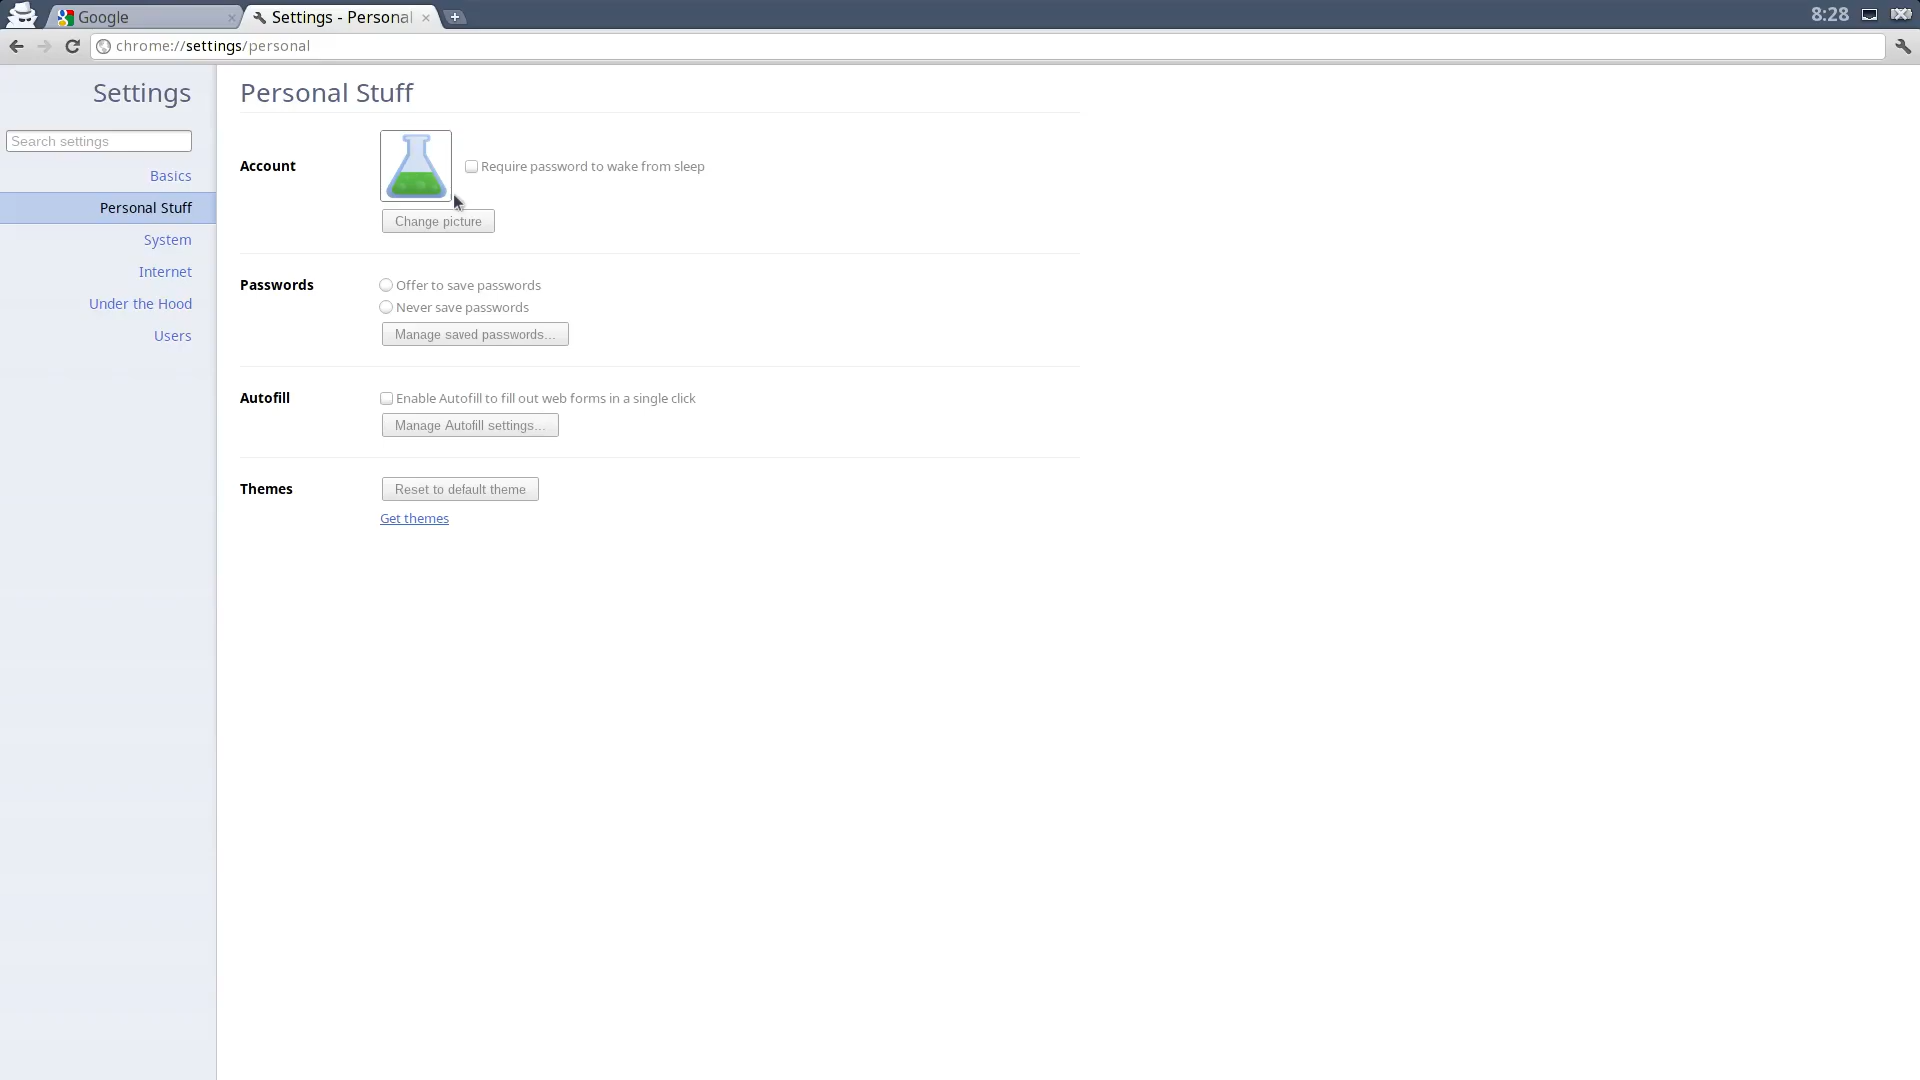 Google
Settings - Personal
8:28
chrome://settings/personal
Settings
Search settings
Basics
Personal Stuff
System
Internet
Under the Hood
Users
Personal Stuff
Account
Require password to wake from sleep
Change picture
Passwords
Offer to save passwords
Never save passwords
Manage saved passwords...
Autofill
Enable Autofill to fill out web forms in a single click
Manage Autofill settings...
Themes
Reset to default theme
Get themes